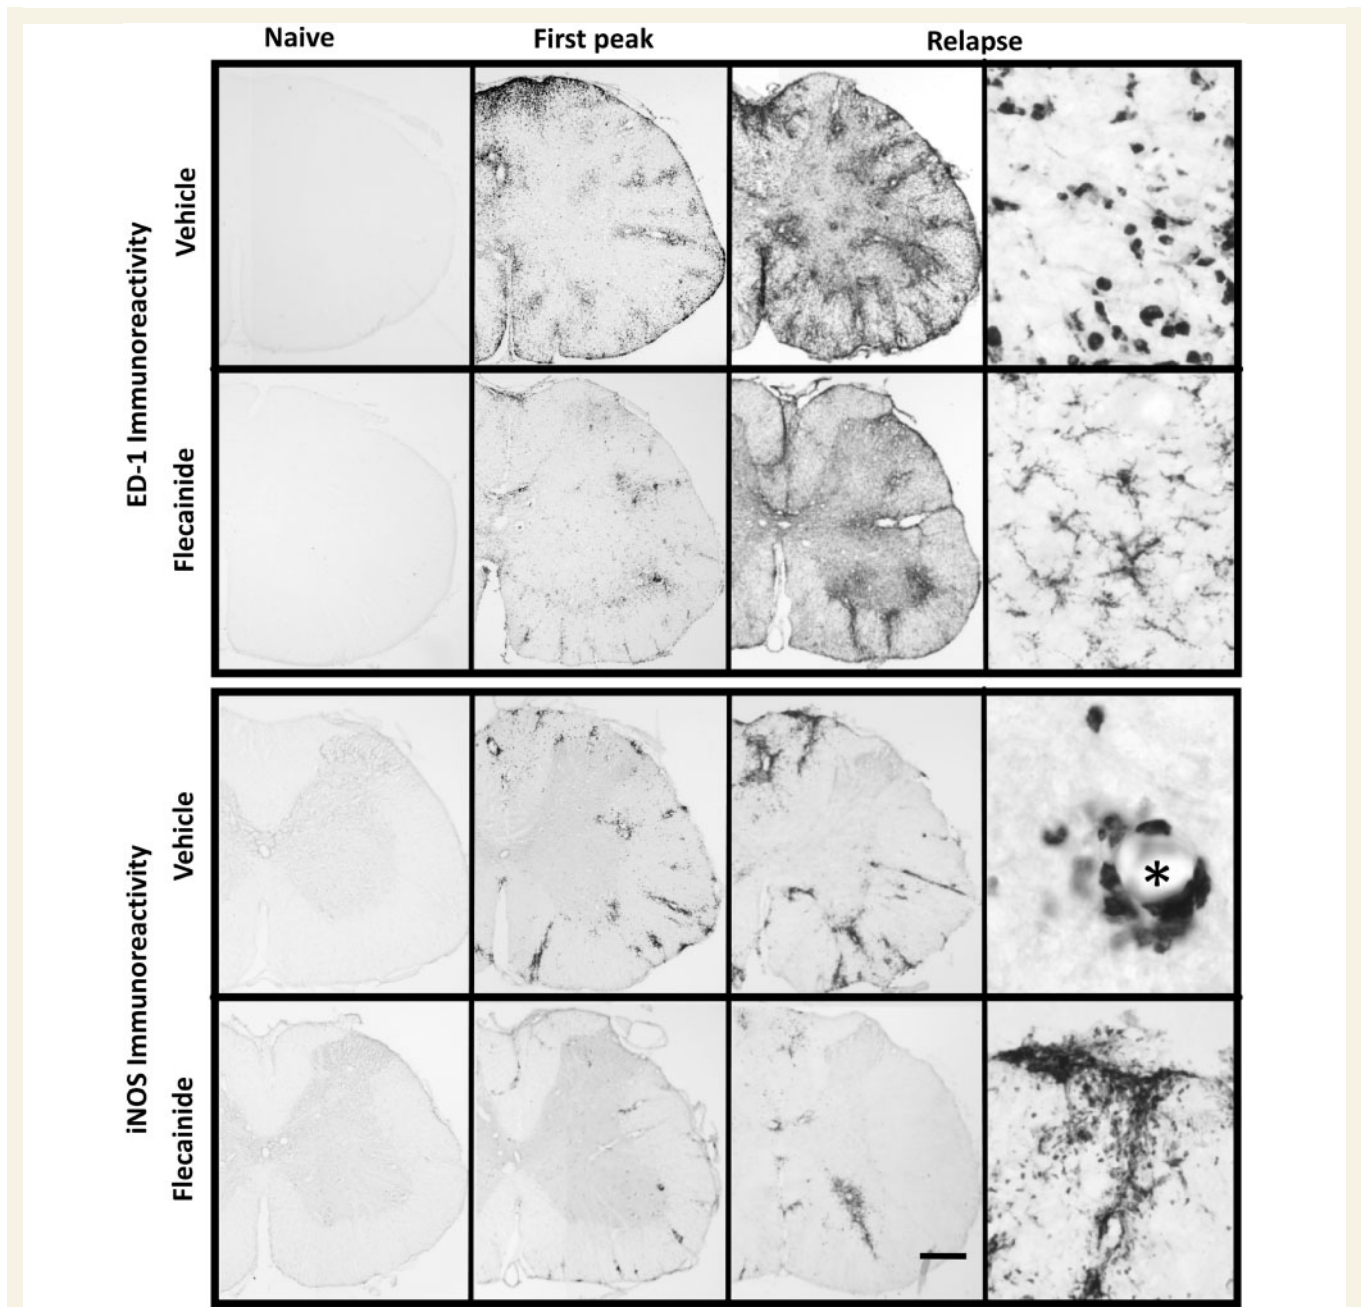 Naive First peak Relapse
ED-1 Immunoreactivity
Vehicle
Flecainide
iNOS Immunoreactivity
Vehicle
*
Flecainide